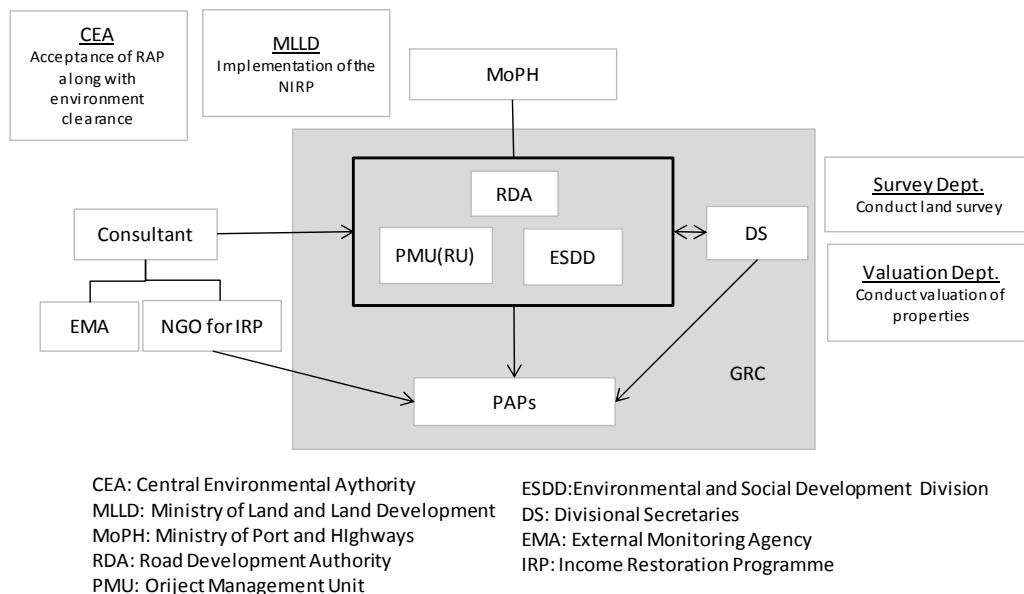 CEA
Acceptance of RAP
along with
environment
clearance
MLLD
Implementation of the
NIRP
MoPH
RDA
PMU(RU)
ESDD
Consultant
EMA
NGO for IRP
DS
Survey Dept.
Conduct land survey
Valuation Dept.
Conduct valuation of
properties
GRC
PAPs
CEA: Central Environmental Aythority
MLLD: Ministry of Land and Land Development
MoPH: Ministry of Port and HIghways
RDA: Road Development Authority
PMU: Oriject Management Unit
ESDD:Environmental and Social Development Division
DS: Divisional Secretaries
EMA: External Monitoring Agency
IRP: Income Restoration Programme